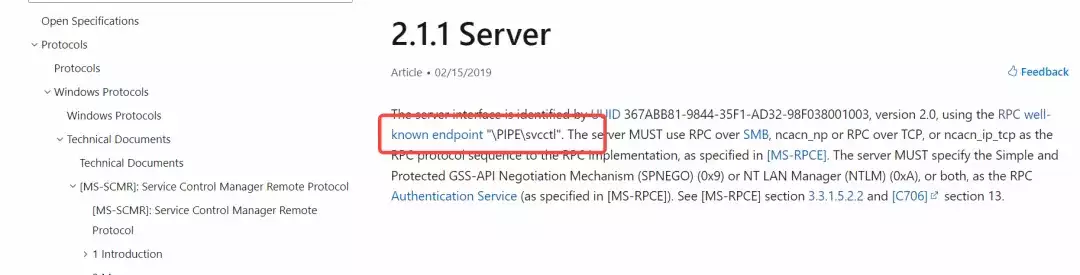 Open Specifications
Protocols
Protocols
Windows Protocols
Windows Protocols
Technical Documents
Technical Documents
[MS-SCMR]: Service Control Manager Remote Protocol
[MS-SCMR]: Service Control Manager Remote
Protocol
1 Introduction
2.1.1 Server
Article • 02/15/2019
Feedback
The server interface is identified by UUID 367ABB81-9844-35F1-AD32-98F038001003, version 2.0, using the RPC well-
known endpoint "\PIPE\svcctl". The server MUST use RPC over SMB, ncacn_np or RPC over TCP, or ncacn_ip_tcp as the
RPC protocol sequence to the RPC implementation, as specified in [MS-RPCE]. The server MUST specify the Simple and
Protected GSS-API Negotiation Mechanism (SPNEGO) (0x9) or NT LAN Manager (NTLM) (0xA), or both, as the RPC
Authentication Service (as specified in [MS-RPCE]). See [MS-RPCE] section 3.3.1.5.2.2 and [C706] section 13.